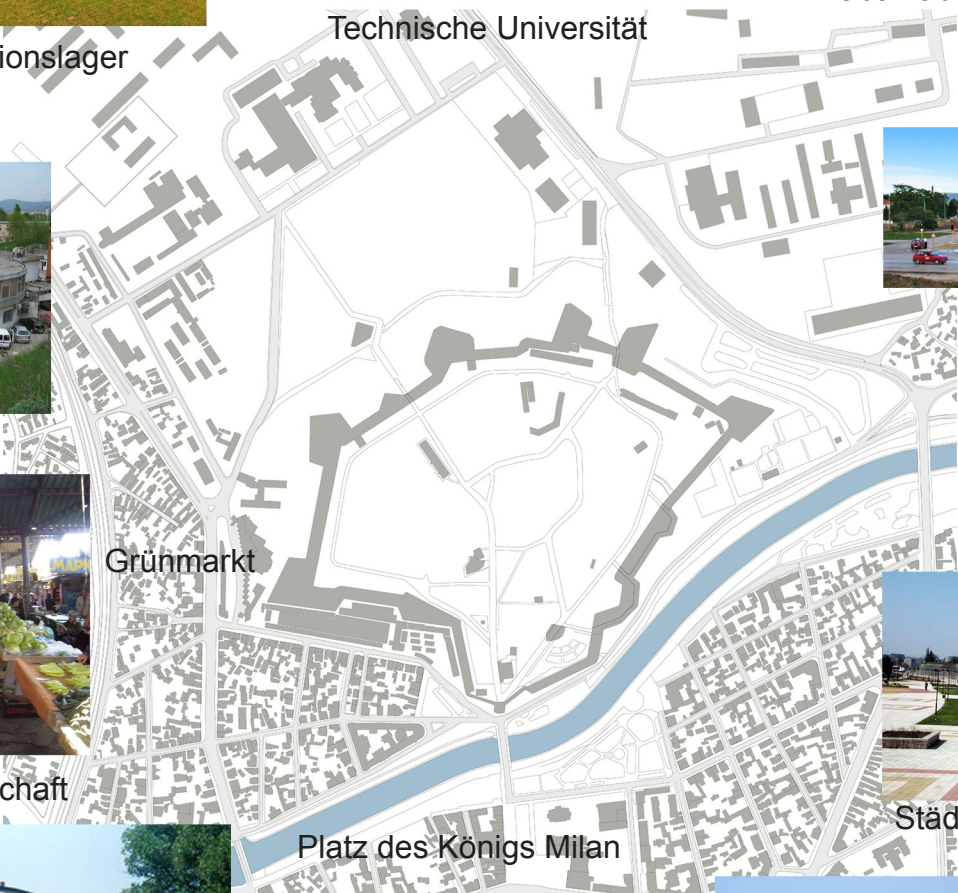 Technische Universität
ionslager
Grünmarkt
chaft
Städ
Platz des Königs Milan